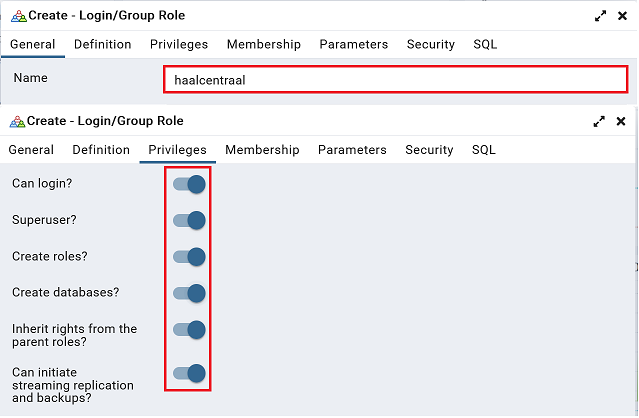 Create - Login/Group Role
General Definition Privileges Membership Parameters Security SQL
Name haalcentraal
Create - Login/Group Role
General Definition Privileges Membership Parameters Security SQL
Can login?
Superuser?
Create roles?
Create databases?
Inherit rights from the
parent roles?
Can initiate
streaming replication
and backups?